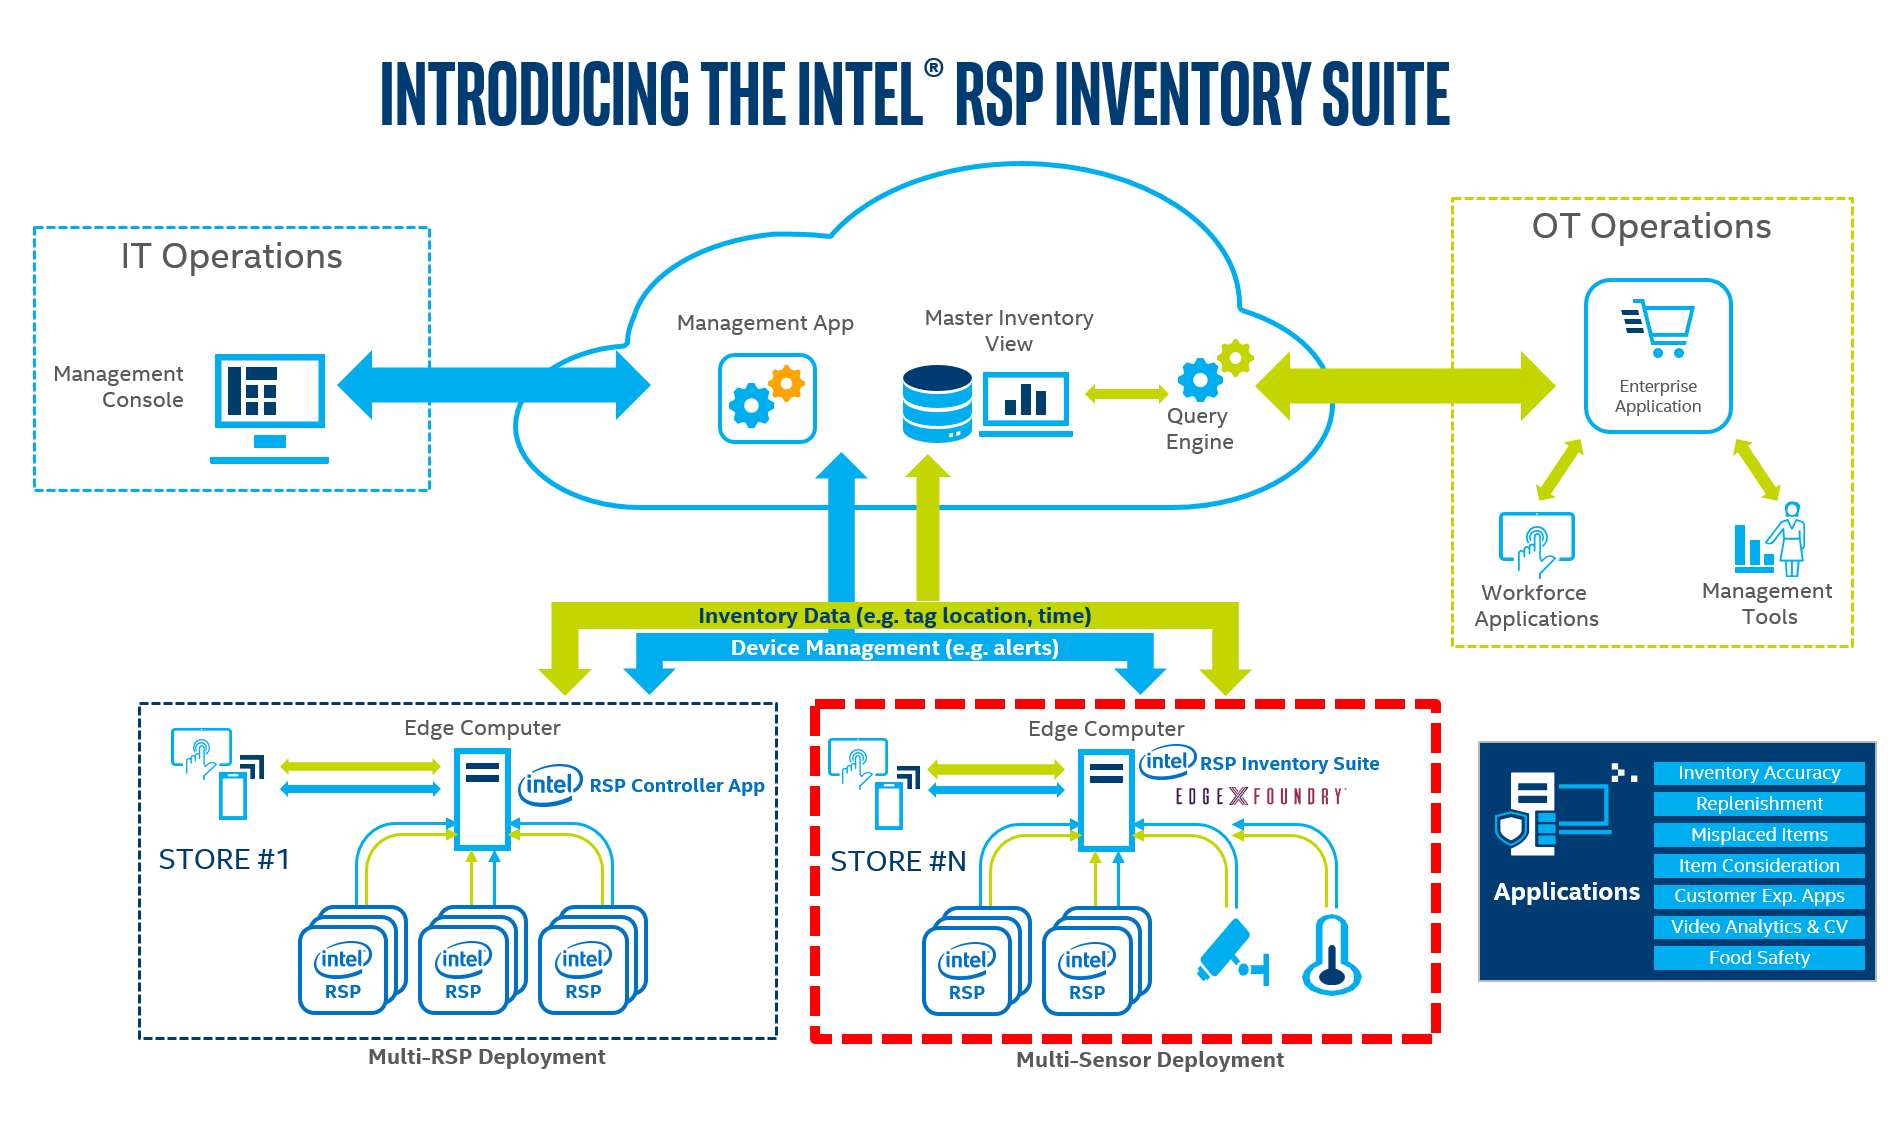 INTRODUCING THE INTEL® RSP INVENTORY SUITE
IT Operations
Management
Console
Management App
Master Inventory
View
Query
Engine
OT Operations
Enterprise
Application
Workforce
Applications
Management
Tools
Inventory Data (e.g. tag location, time)
Device Management (e.g. alerts)
Edge Computer
intel RSP Controller App
STORE #1
intel
RSP
intel
RSP
intel
RSP
Multi-RSP Deployment
Edge Computer
intel RSP Inventory Suite
EDGE X FOUNDRY
STORE #N
intel
RSP
intel
RSP
Multi-Sensor Deployment
Applications
Inventory Accuracy
Replenishment
Misplaced Items
Item Consideration
Customer Exp. Apps
Video Analytics & CV
Food Safety